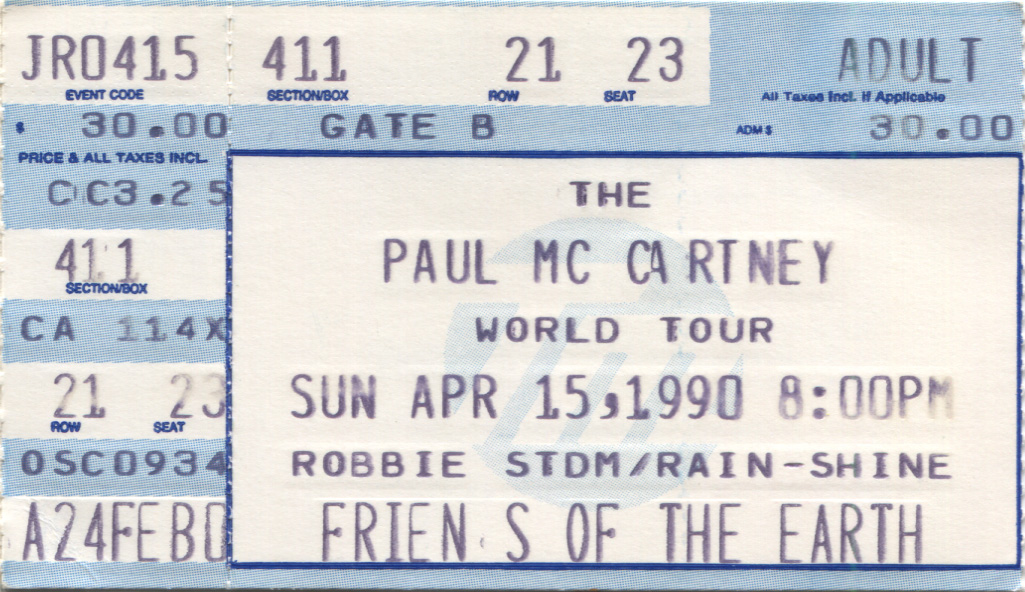 JR0415 411 21 23 ADULT
EVENT CODE SECTION/BOX ROW SEAT All Taxes Incl. If Applicable
$ 30.00 GATE B ADM $ 30.00
PRICE & ALL TAXES INCL.
CC3.25
411
SECTION/BOX
CA 114X
21 23
ROW SEAT
OSC0934
A24FEB0
THE
PAUL MC CARTNEY
WORLD TOUR
SUN APR 15,1990 8:00PM
ROBBIE STDM/RAIN-SHINE
FRIEN S OF THE EARTH